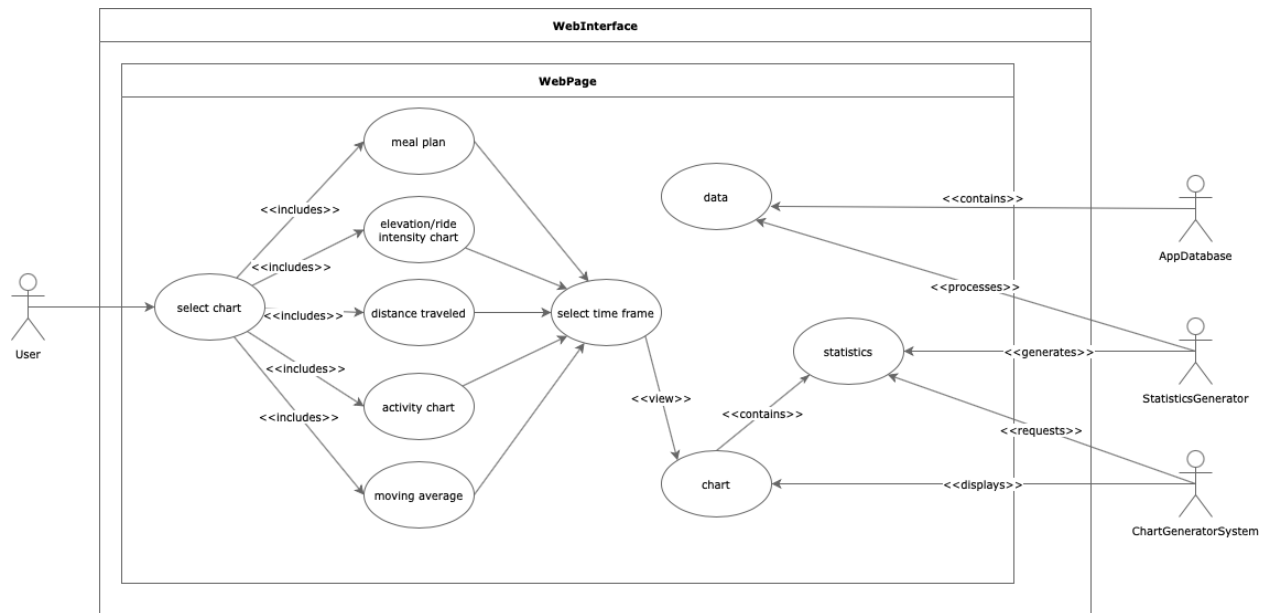 WebInterface
WebPage
meal plan
<<includes>>
elevation/ride
intensity chart
<<includes>>
User
select chart
<<includes>>
distance traveled
select time frame
<<includes>>
activity chart
<<includes>>
moving average
data
<<contains>>
AppDatabase
<<processes>>
statistics
<<generates>>
StatisticsGenerator
<<view>>
<<contains>>
<<requests>>
chart
<<displays>>
ChartGeneratorSystem